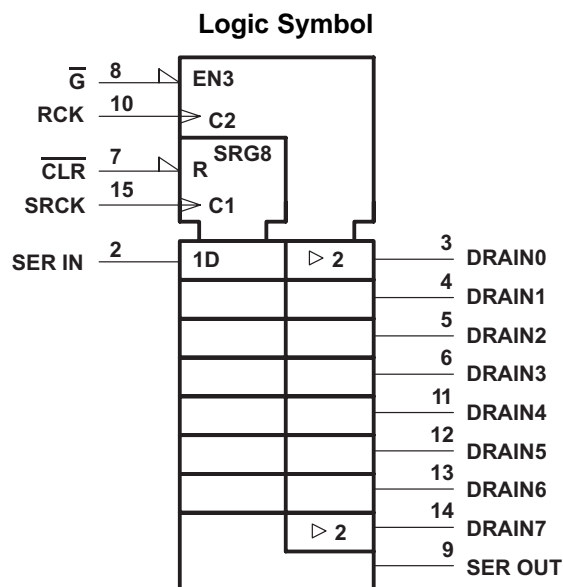 Logic Symbol
G 8 EN3
RCK 10 C2
SRG8
CLR 7 R
SRCK 15 C1
SER IN 2 1D 2 3 DRAIN0
4 DRAIN1
5 DRAIN2
6 DRAIN3
11 DRAIN4
12 DRAIN5
13 DRAIN6
2 14 DRAIN7
9 SER OUT